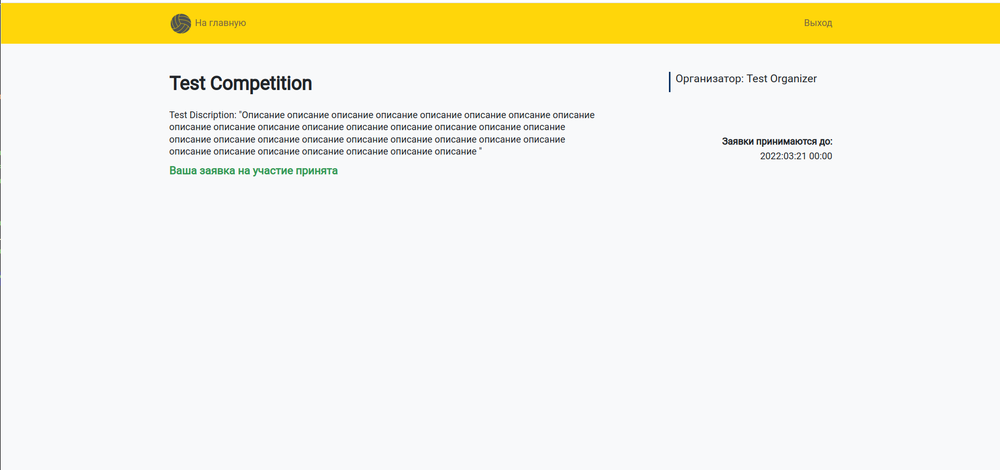 На главную
Выход
Test Competition
Организатор: Test Organizer
Test Discription: "Описание описание описание описание описание описание описание описание
описание описание описание описание описание описание описание описание описание
описание описание описание описание описание описание описание описание описание
описание описание описание описание описание описание описание "
Ваша заявка на участие принята
Заявки принимаются до:
2022:03:21 00:00